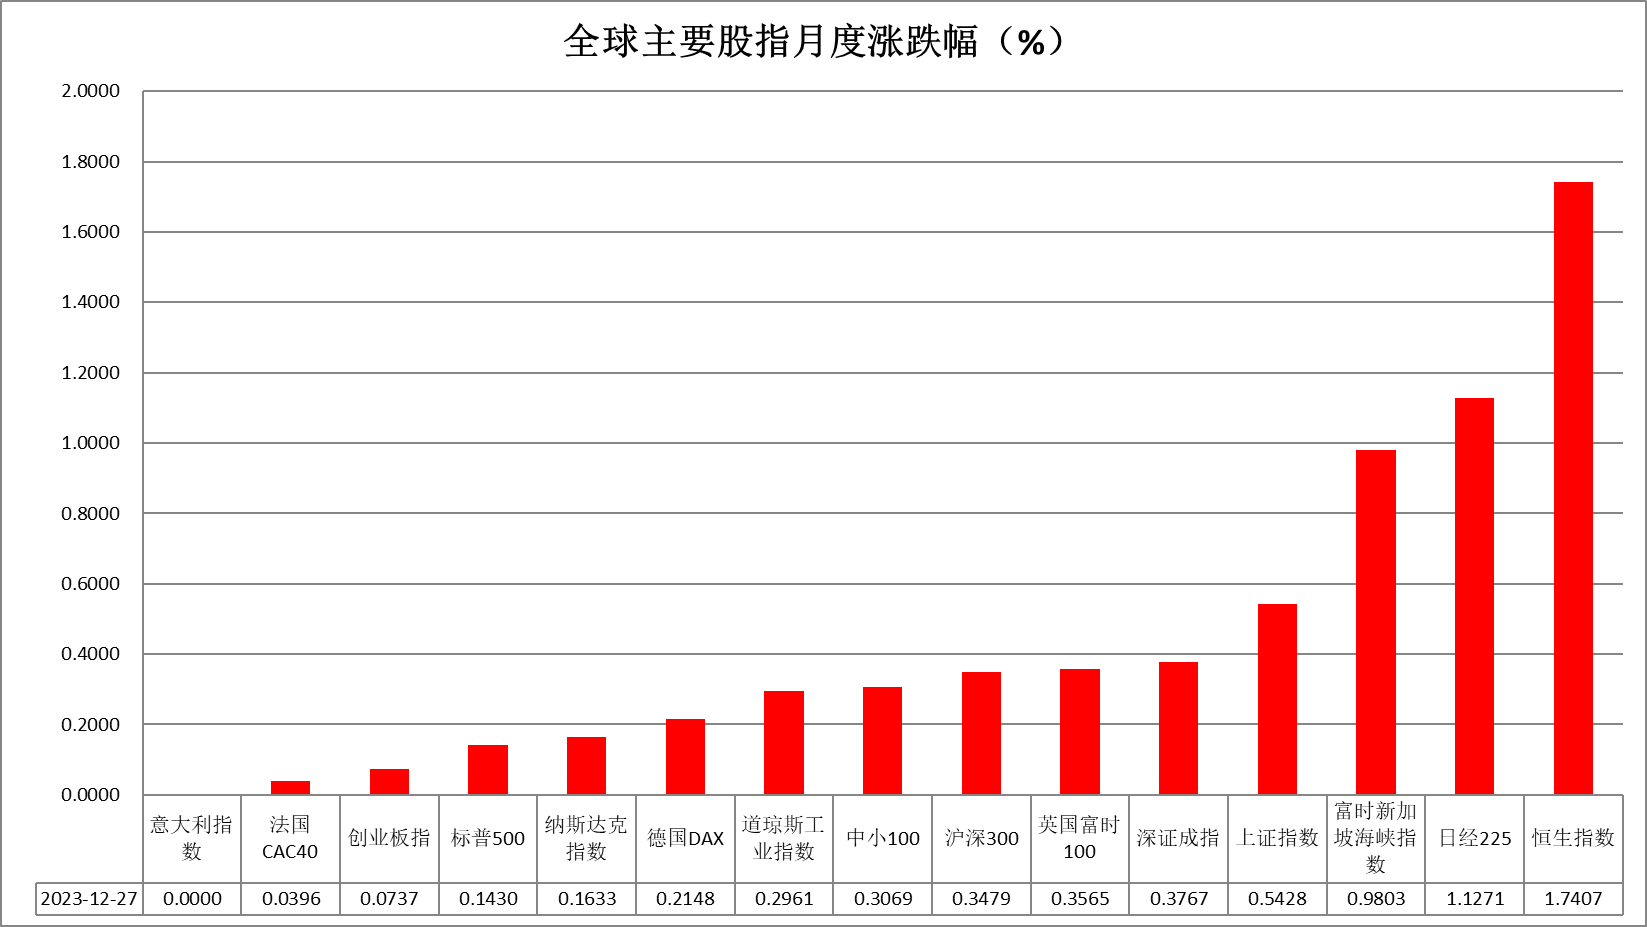 全球主要股指月度涨跌幅（%）
2.0000
1.8000
1.6000
1.4000
1.2000
1.0000
0.8000
0.6000
0.4000
0.2000
0.0000
意大利指
数
法国
CAC40
创业板指
标普500
纳斯达克
指数
德国DAX
道琼斯工
业指数
中小100
沪深300
英国富时
100
深证成指
上证指数
富时新加
坡海峡指
数
日经225
恒生指数
2023-12-27 0.0000 0.0396 0.0737 0.1430 0.1633 0.2148 0.2961 0.3069 0.3479 0.3565 0.3767 0.5428 0.9803 1.1271 1.7407